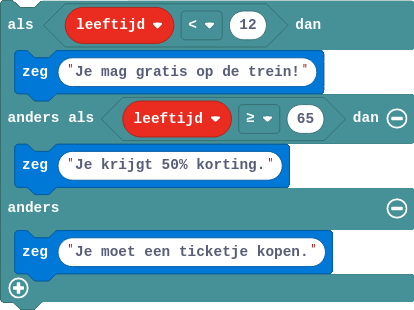 als leeftijd < 12 dan
zeg "Je mag gratis op de trein!"
anders als leeftijd ≥ 65 dan
zeg "Je krijgt 50% korting."
anders
zeg "Je moet een ticketje kopen."